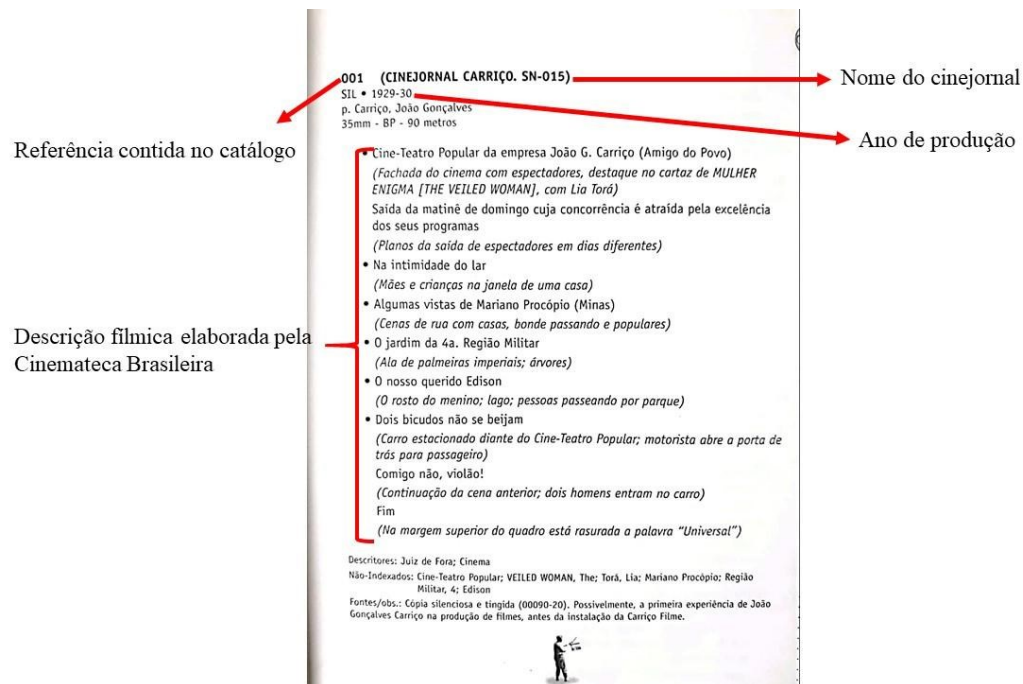 001 (CINEJORNAL CARRIÇO. SN-015)
SIL • 1929-30
p. Carriço, João Gonçalves
35mm - BP - 90 metros
Nome do cinejornal
Ano de produção
Referência contida no catálogo
• Cine-Teatro Popular da empresa João G. Carriço (Amigo do Povo)
(Fachada do cinema com espectadores, destaque no cartaz de MULHER
ENIGMA [THE VEILED WOMAN], com Lia Torá)
Saída da matinê de domingo cuja concorrência é atraída pela excelência
dos seus programas
(Planos da saída de espectadores em dias diferentes)
• Na intimidade do lar
(Mães e crianças na janela de uma casa)
• Algumas vistas de Mariano Procópio (Minas)
(Cenas de rua com casas, bonde passando e populares)
• O jardim da 4a. Região Militar
(Ala de palmeiras imperiais; árvores)
• O nosso querido Edison
(O rosto do menino; lago; pessoas passeando por parque)
• Dois bicudos não se beijam
(Carro estacionado diante do Cine-Teatro Popular; motorista abre a porta de
trás para passageiro)
Comigo não, violão!
(Continuação da cena anterior; dois homens entram no carro)
Fim
(Na margem superior do quadro está rasurada a palavra "Universal")
Descrição fílmica elaborada pela
Cinemateca Brasileira
Descritores: Juiz de Fora; Cinema
Não-Indexados: Cine-Teatro Popular; VEILED WOMAN, The; Torá, Lia; Mariano Procópio; Região
Militar, 4; Edison
Fontes/obs.: Cópia silenciosa e tingida (00090-20). Possivelmente, a primeira experiência de João
Gonçalves Carriço na produção de filmes, antes da instalação da Carriço Filme.